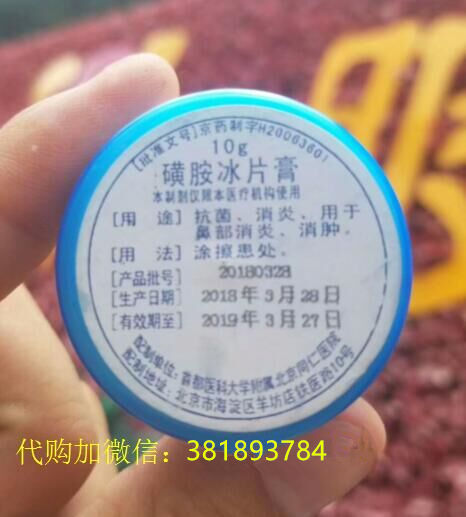 [批准文号]京药制字H20063601
10g
磺胺冰片膏
本制剂仅限本医疗机构使用
[用 途] 抗菌、消炎、用于
鼻部消炎、消肿。
[用 法] 涂擦患处。
[产品批号] 20180328
[生产日期] 2018年3月28日
[有效期至] 2019年3月27日
配制单位:首都医科大学附属北京同仁医院
配制地址:北京市海淀区羊坊店铁医路10号
代购加微信：381893784